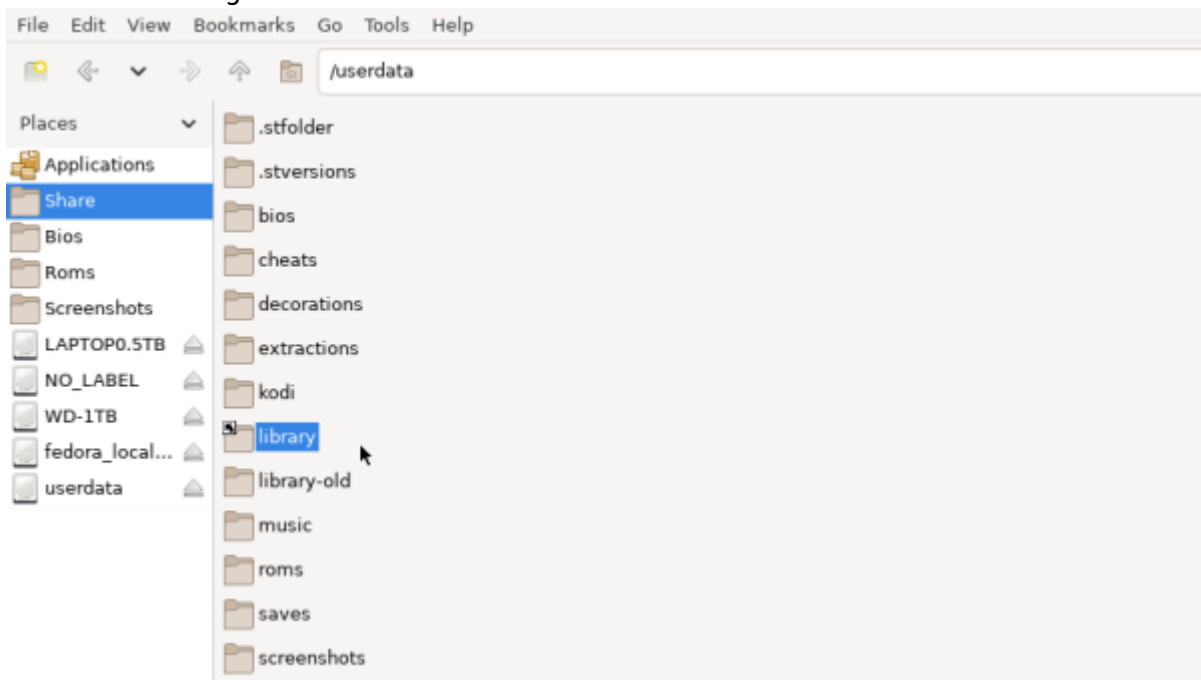 File Edit View Bookmarks Go Tools Help
/userdata
Places
Applications
Share
Bios
Roms
Screenshots
LAPTOP0.5TB
NO_LABEL
WD-1TB
fedora_local...
userdata
.stfolder
.stversions
bios
cheats
decorations
extractions
kodi
library
library-old
music
roms
saves
screenshots